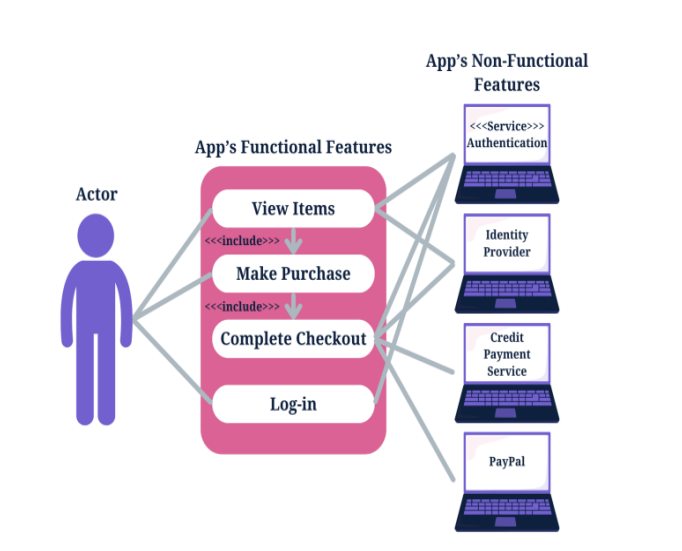 App's Non-Functional
Features
App's Functional Features
Actor
View Items
<<<include>>>
Make Purchase
<<<include>>>
Complete Checkout
Log-in
<<<Service>>>
Authentication
Identity
Provider
Credit
Payment
Service
PayPal